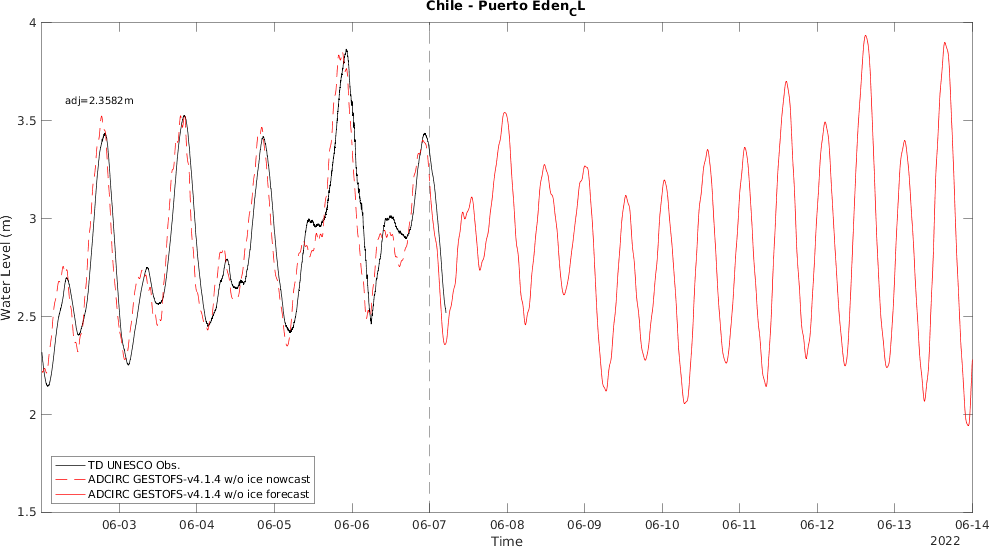 Chile - Puerto Eden_CL
4
adj=2.3582m
3.5
3
Water Level (m)
2.5
2
TD UNESCO Obs.
ADCIRC GESTOFS-v4.1.4 w/o ice nowcast
ADCIRC GESTOFS-v4.1.4 w/o ice forecast
1.5
06-03 06-04 06-05 06-06 06-07 06-08 06-09 06-10 06-11 06-12 06-13 06-14
Time
2022